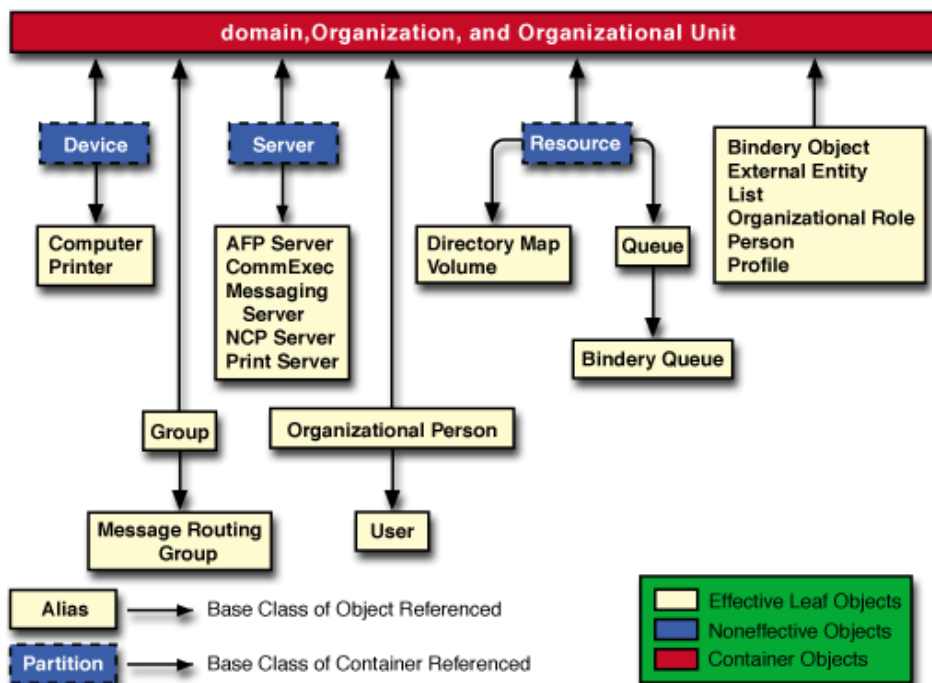 domain,Organization, and Organizational Unit
Device
Server
Resource
Bindery Object
External Entity
List
Organizational Role
Person
Profile
Computer
Printer
AFP Server
CommExec
Messaging
Server
NCP Server
Print Server
Directory Map
Volume
Queue
Bindery Queue
Group
Organizational Person
Message Routing
Group
User
Alias
Base Class of Object Referenced
Partition
Base Class of Container Referenced
Effective Leaf Objects
Noneffective Objects
Container Objects